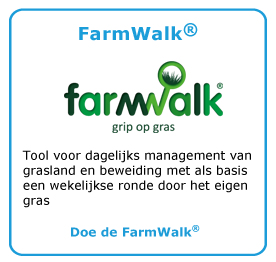 FarmWalk®
farmwalk®
grip op gras
Tool voor dagelijks management van
grasland en beweiding met als basis
een wekelijkse ronde door het eigen
gras
Doe de FarmWalk®